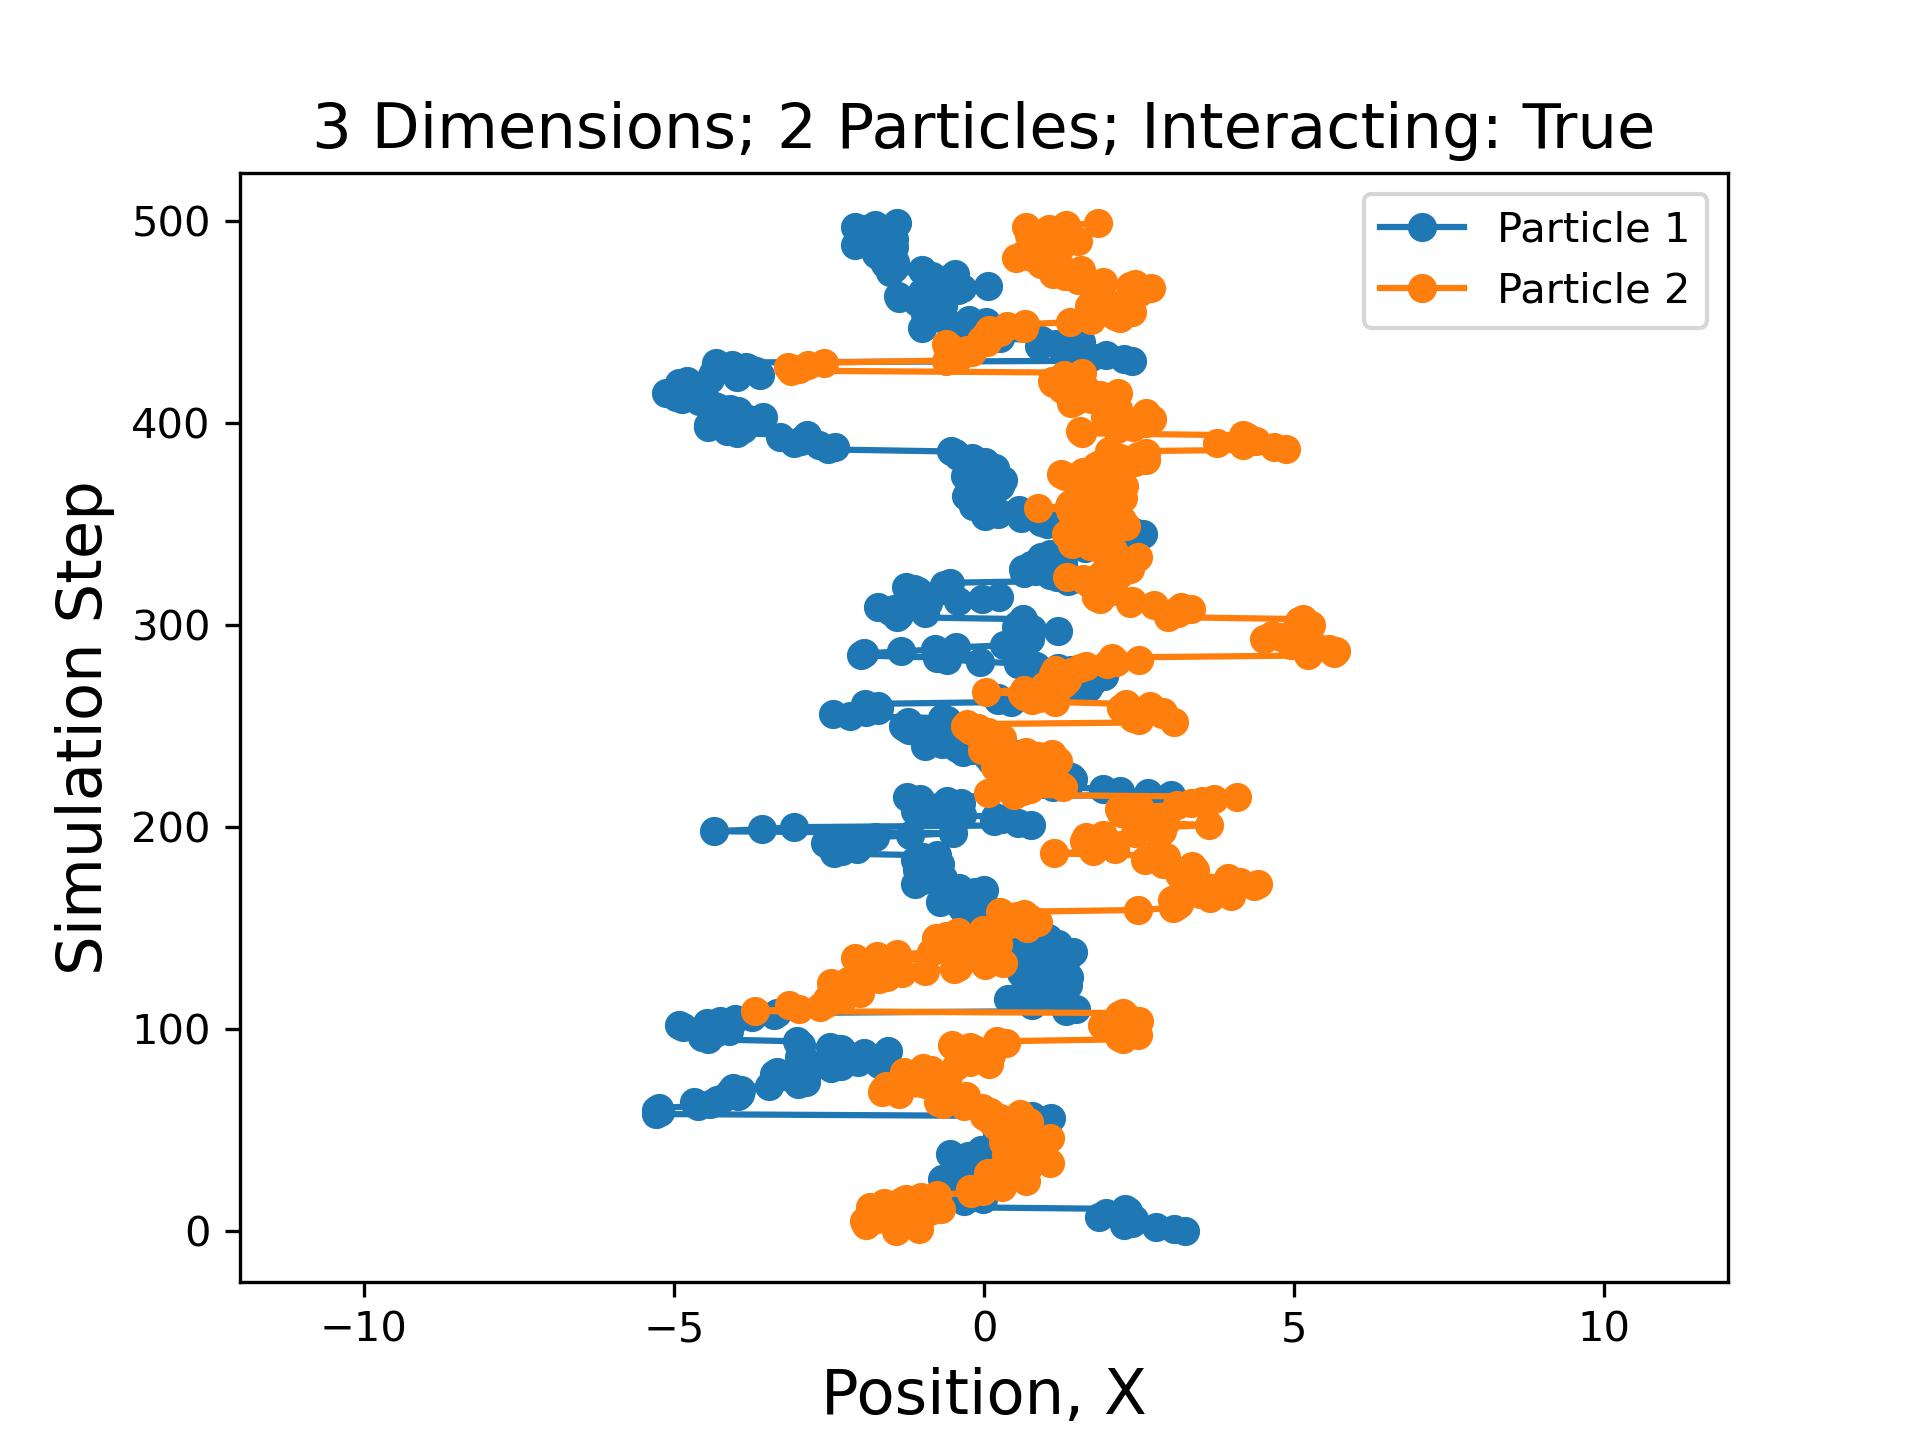 3 Dimensions; 2 Particles; Interacting: True
Particle 1
Particle 2
500
400
300
200
100
0
Simulation Step
−10
−5
0
5
10
Position, X